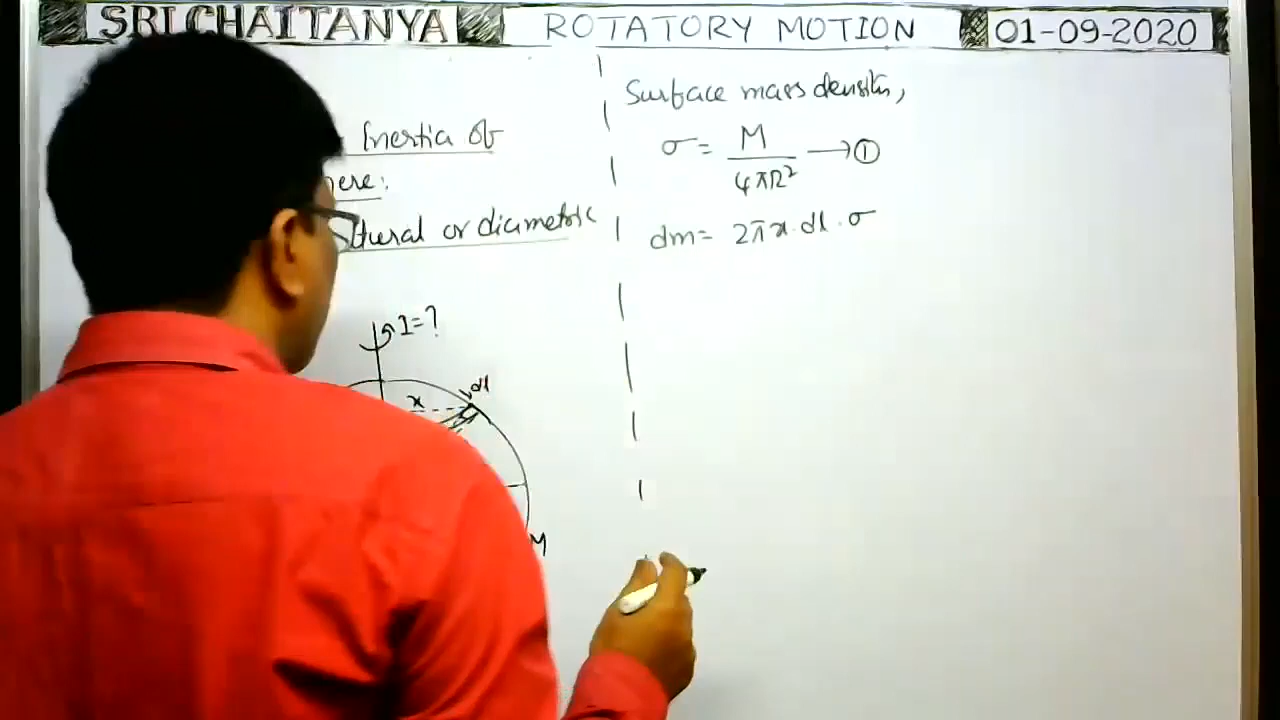 SRI CHAITANYA ROTATORY MOTION 01-09-2020
Inertia of
here:
tural or diametric
I=?
dl
x
M
Surface mass density,
σ = M / 4πR² → ①
dm = 2πx.dl.σ